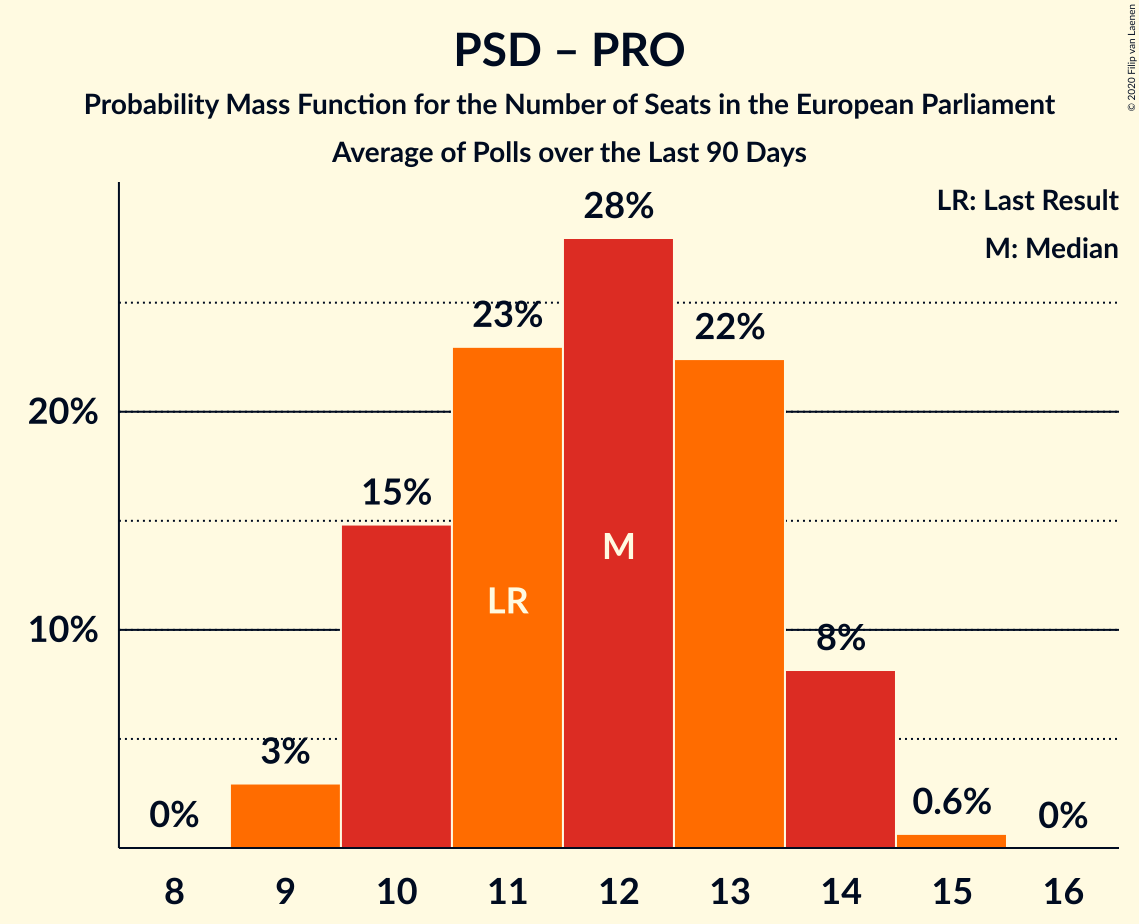 PSD – PRO
Probability Mass Function for the Number of Seats in the European Parliament
Average of Polls over the Last 90 Days
© 2020 Filip van Laenen
LR: Last Result
M: Median
28%
23%
22%
20%
15%
M
LR
10%
8%
3%
0%
0.6%
0%
8 9 10 11 12 13 14 15 16